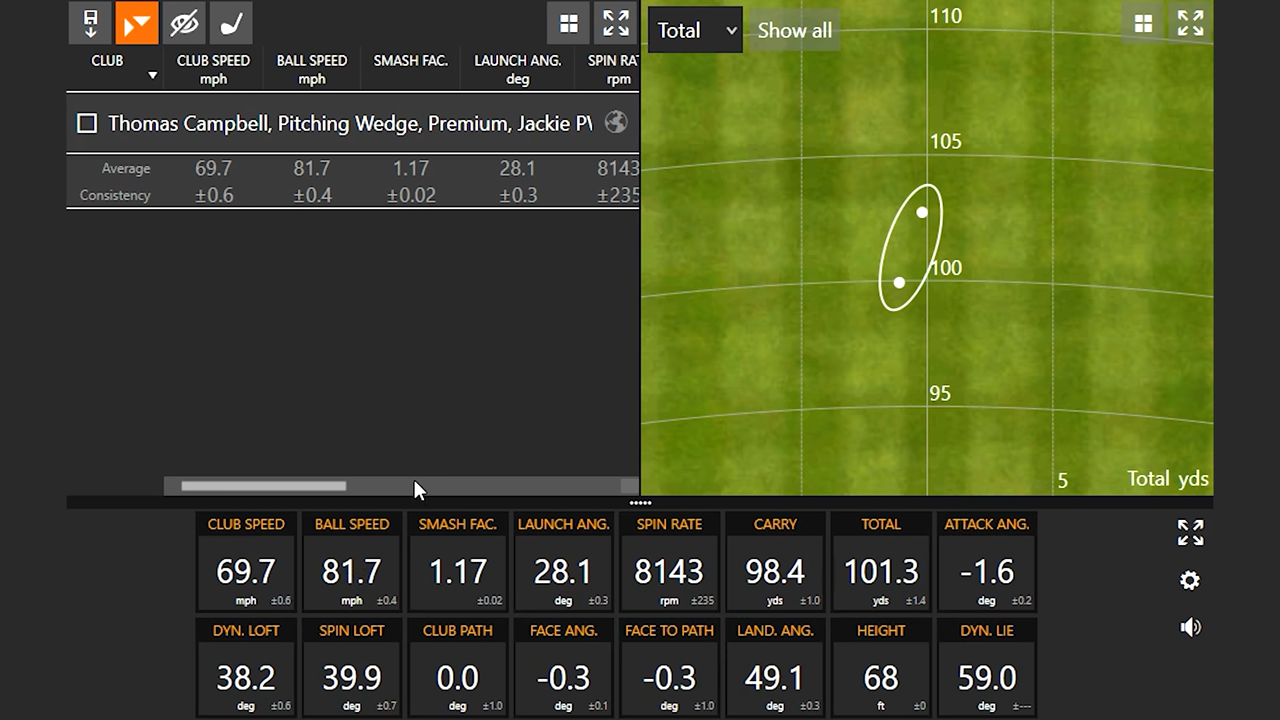 CLUB
CLUB SPEED
mph
BALL SPEED
mph
SMASH FAC.
LAUNCH ANG.
deg
SPIN RA
rpm
Thomas Campbell, Pitching Wedge, Premium, Jackie P
Average 69.7 81.7 1.17 28.1 8143
Consistency ±0.6 ±0.4 ±0.02 ±0.3 ±235
Total Show all
110
105
100
95
5
Total yds
CLUB SPEED BALL SPEED SMASH FAC. LAUNCH ANG. SPIN RATE CARRY TOTAL ATTACK ANG.
69.7 81.7 1.17 28.1 8143 98.4 101.3 -1.6
mph ±0.6 mph ±0.4 ±0.02 deg ±0.3 rpm ±235 yds ±1.0 yds ±1.4 deg ±0.2
DYN. LOFT SPIN LOFT CLUB PATH FACE ANG. FACE TO PATH LAND. ANG. HEIGHT DYN. LIE
38.2 39.9 0.0 -0.3 -0.3 49.1 68 59.0
deg ±0.6 deg ±0.7 deg ±1.0 deg ±0.1 deg ±1.0 deg ±0.3 ft ±0 deg ±---